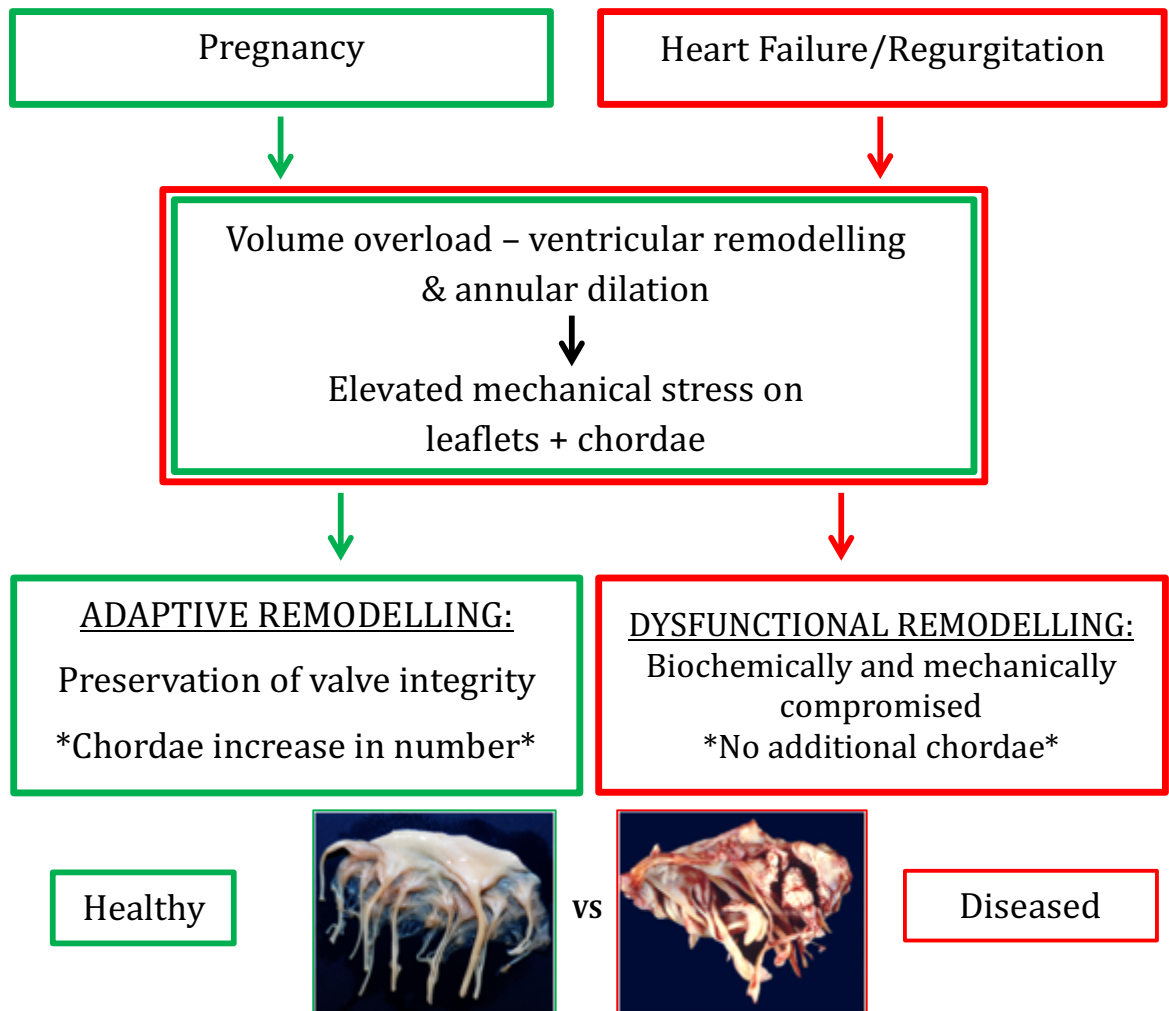 Pregnancy
Heart Failure/Regurgitation
Volume overload – ventricular remodelling
& annular dilation
Elevated mechanical stress on
leaflets + chordae
ADAPTIVE REMODELLING:
Preservation of valve integrity
*Chordae increase in number*
DYSFUNCTIONAL REMODELLING:
Biochemically and mechanically
compromised
*No additional chordae*
Healthy
vs
Diseased